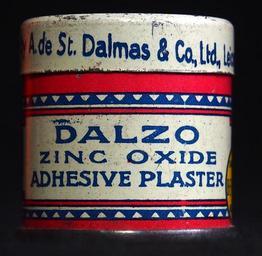 A. de St. Dalmas & Co., Ltd.,
DALZO
ZINC OXIDE
ADHESIVE PLASTER